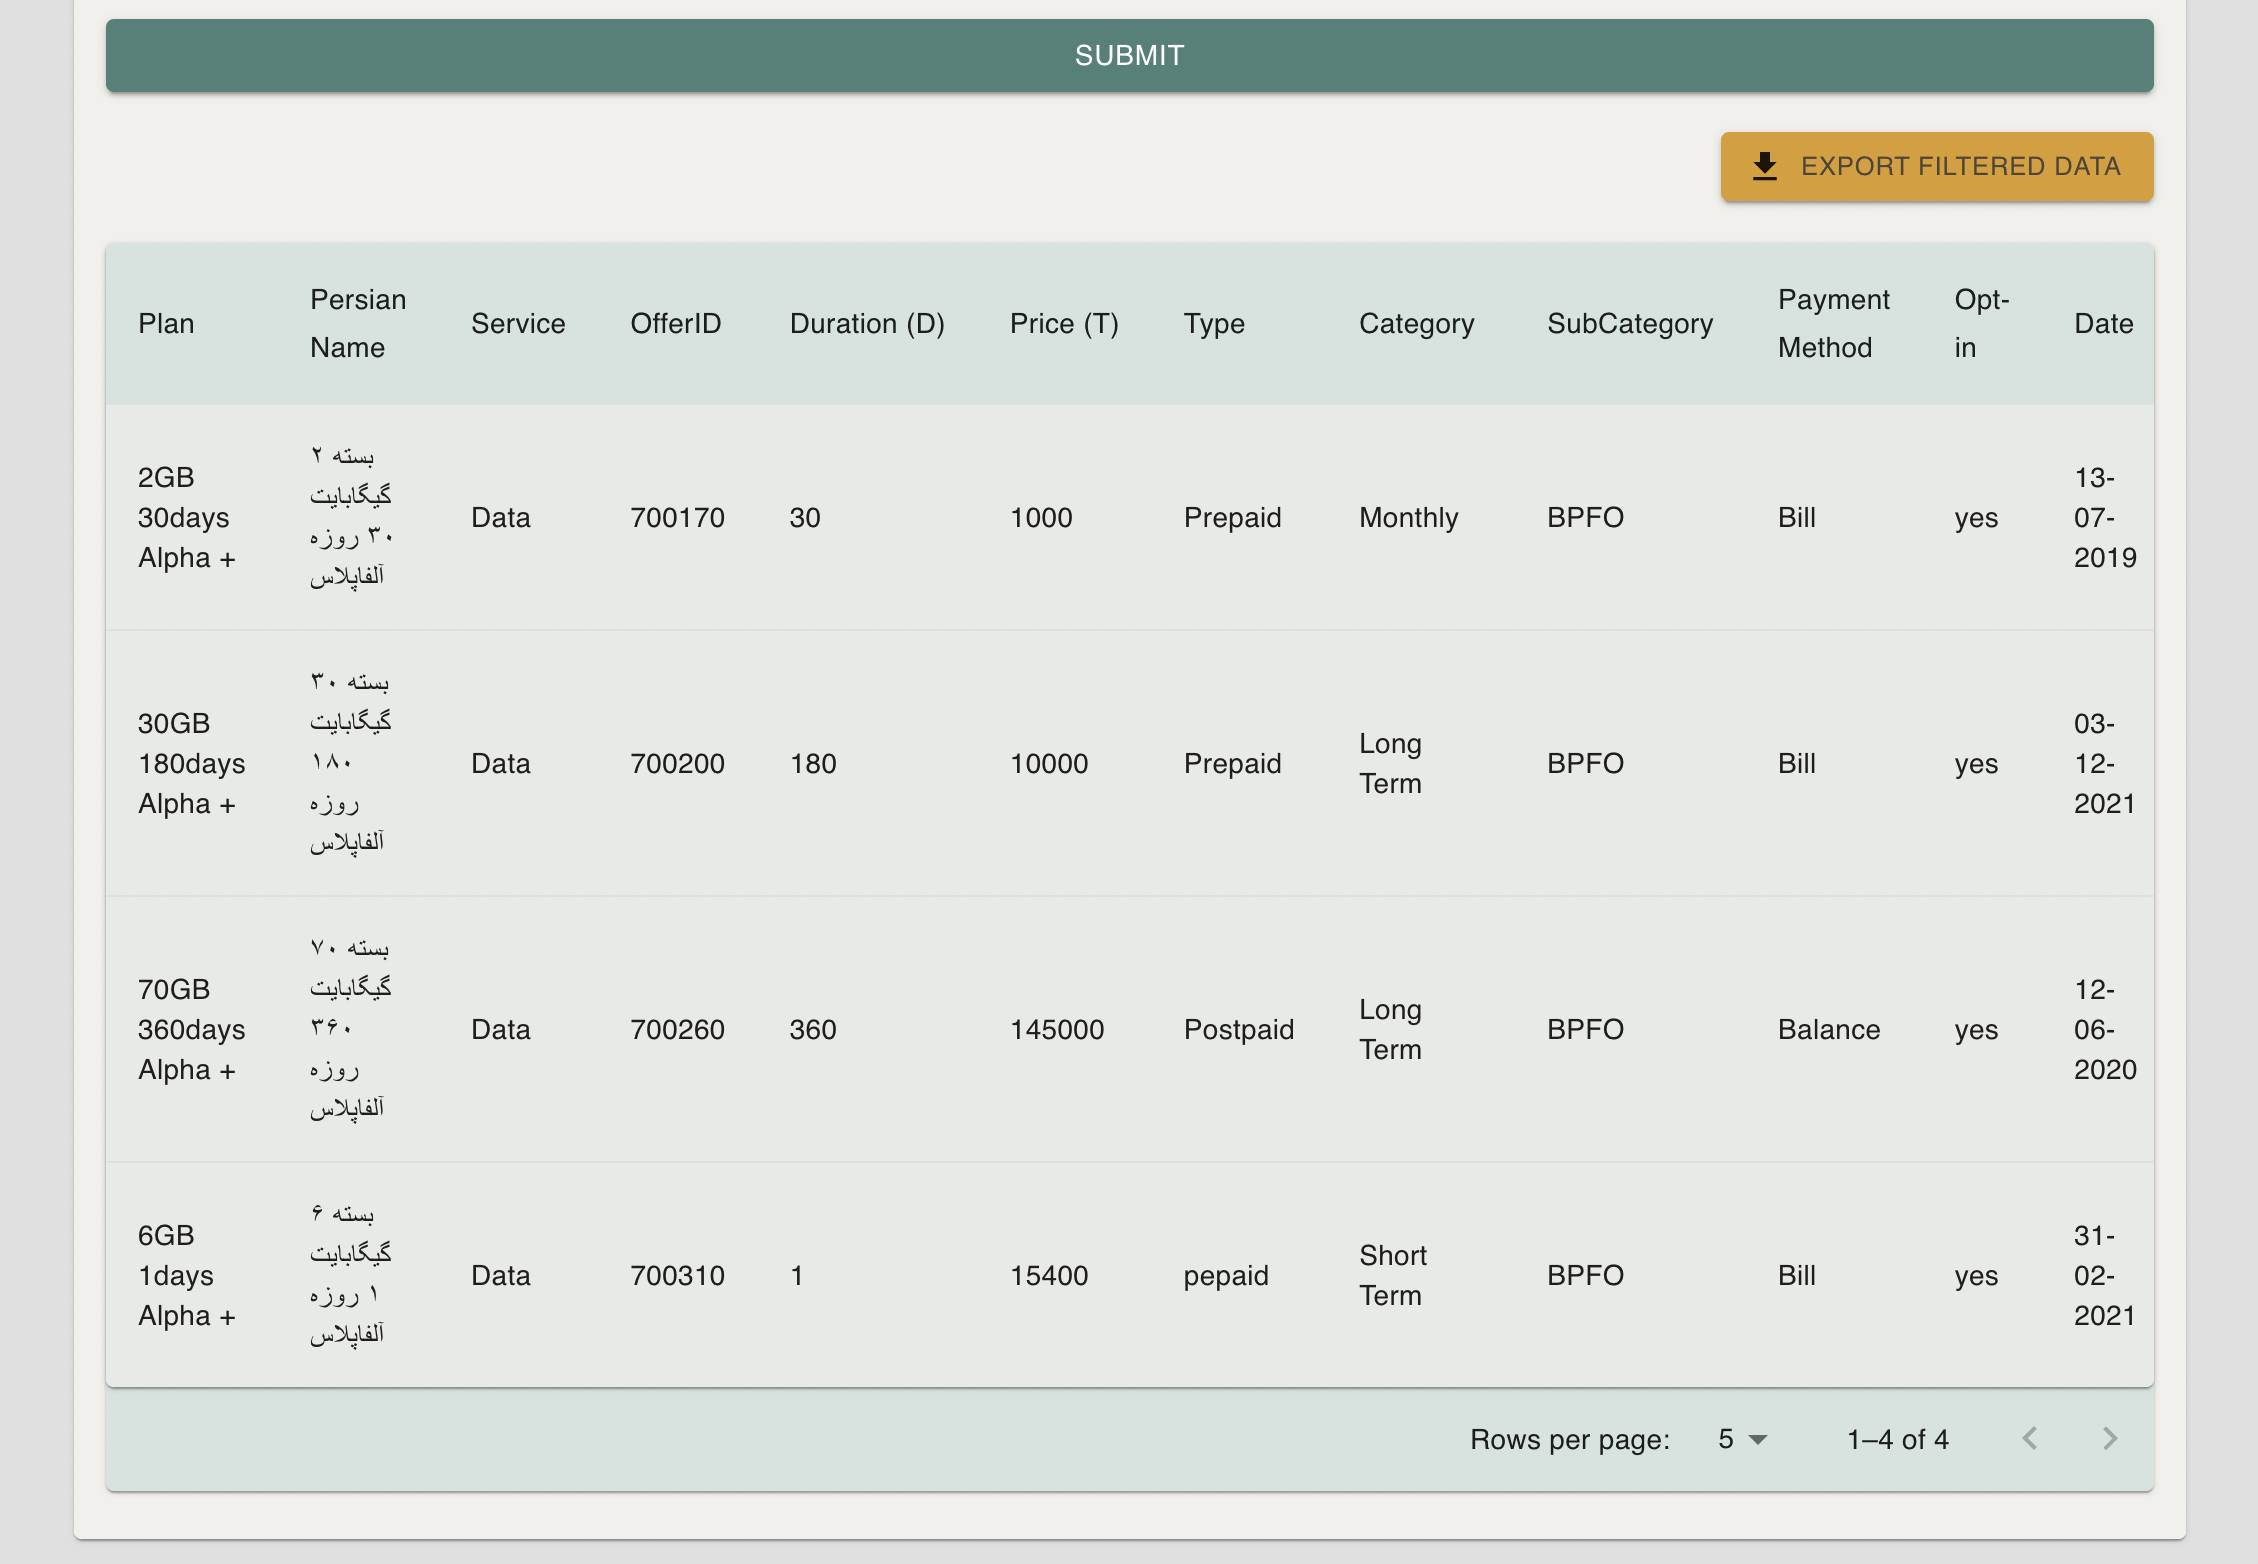 SUBMIT
EXPORT FILTERED DATA
Plan
Persian
Name
Service
OfferID
Duration (D)
Price (T)
Type
Category
SubCategory
Payment
Method
Opt-
in
Date
2GB
30days
Alpha +
بسته ۲
گیگابایت
۳۰ روزه
آلفاپلاس
Data
700170
30
1000
Prepaid
Monthly
BPFO
Bill
yes
13-
07-
2019
30GB
180days
Alpha +
بسته ۳۰
گیگابایت
۱۸۰
روزه
آلفاپلاس
Data
700200
180
10000
Prepaid
Long
Term
BPFO
Bill
yes
03-
12-
2021
70GB
360days
Alpha +
بسته ۷۰
گیگابایت
۳۶۰
روزه
آلفاپلاس
Data
700260
360
145000
Postpaid
Long
Term
BPFO
Balance
yes
12-
06-
2020
6GB
1days
Alpha +
بسته ۶
گیگابایت
۱ روزه
آلفاپلاس
Data
700310
1
15400
pepaid
Short
Term
BPFO
Bill
yes
31-
02-
2021
Rows per page: 5 1–4 of 4